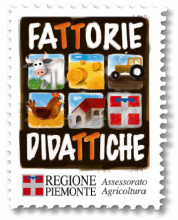 FATTORIE
DIDATTICHE
REGIONE Assessorato
PIEMONTE Agricoltura